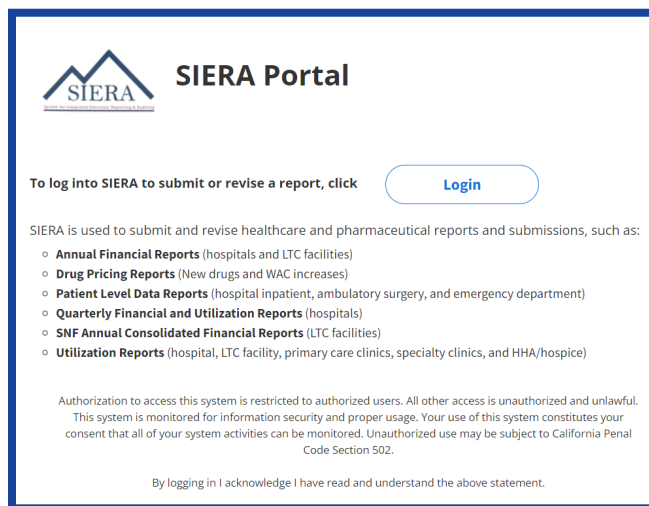 SIERA
System for Integrated Electronic Reporting & Auditing
SIERA Portal
To log into SIERA to submit or revise a report, click
Login
SIERA is used to submit and revise healthcare and pharmaceutical reports and submissions, such as:
Annual Financial Reports (hospitals and LTC facilities)
Drug Pricing Reports (New drugs and WAC increases)
Patient Level Data Reports (hospital inpatient, ambulatory surgery, and emergency department)
Quarterly Financial and Utilization Reports (hospitals)
SNF Annual Consolidated Financial Reports (LTC facilities)
Utilization Reports (hospital, LTC facility, primary care clinics, specialty clinics, and HHA/hospice)
Authorization to access this system is restricted to authorized users. All other access is unauthorized and unlawful.
This system is monitored for information security and proper usage. Your use of this system constitutes your
consent that all of your system activities can be monitored. Unauthorized use may be subject to California Penal
Code Section 502.
By logging in I acknowledge I have read and understand the above statement.